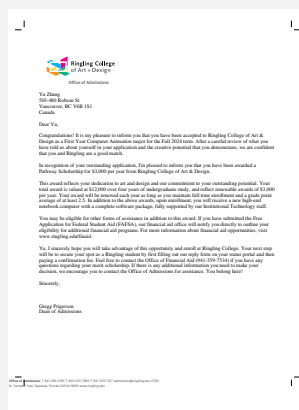 Ringling College
of Art + Design
Office of Admissions
Yu Zhang
503-488 Robson St
Vancouver, BC V6B 1S2
Canada
Dear Yu,
Congratulations! It is my pleasure to inform you that you have been accepted to Ringling College of Art &
Design as a First Year Computer Animation major for the Fall 2024 term. After a careful review of what you
have told us about yourself in your application and the creative potential that you demonstrate, we are confident
that you and Ringling are a good match.
In recognition of your outstanding application, I'm pleased to inform you that you have been awarded a
Pathway Scholarship for $3,000 per year from Ringling College of Art & Design.
This award reflects your dedication to art and design and our commitment to your outstanding potential. Your
total award is valued at $12,000 over four years of undergraduate study, and reflect renewable awards of $3,000
per year. Your award will be renewed each year as long as you maintain full time enrollment and a grade point
average of at least 2.5. In addition to the above awards, upon enrollment, you will receive a new high-end
notebook computer with a complete software package, fully supported by our Institutional Technology staff.
You may be eligible for other forms of assistance in addition to this award. If you have submitted the Free
Application for Federal Student Aid (FAFSA), our financial aid office will notify you directly to outline your
eligibility for additional financial aid programs. For more information about financial aid opportunities, visit
www.ringling.edu/finaid.
Yu, I sincerely hope you will take advantage of this opportunity and enroll at Ringling College. Your next step
will be to secure your spot as a Ringling student by first filling out our reply form on your status portal and then
paying a confirmation fee. Feel free to contact the Office of Financial Aid (941-359-7534) if you have any
questions regarding your merit scholarship. If there is any additional information you need to make your
decision, we encourage you to contact the Office of Admissions for assistance. You belong here!
Sincerely,
Dean of Admissions
Office of Admissions